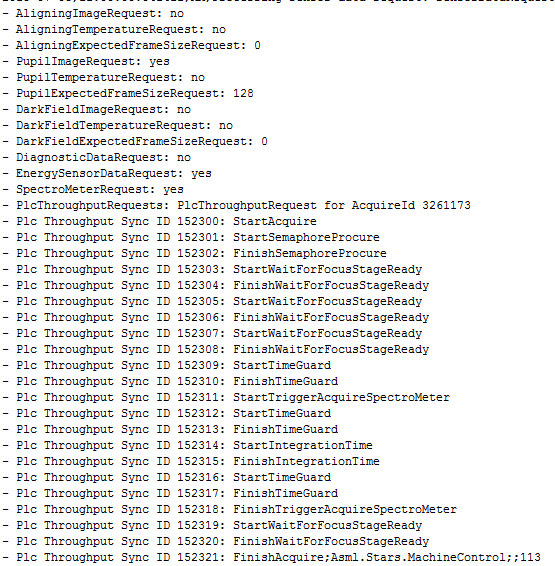 - AligningImageRequest: no
- AligningTemperatureRequest: no
- AligningExpectedFrameSizeRequest: 0
- PupilImageRequest: yes
- PupilTemperatureRequest: no
- PupilExpectedFrameSizeRequest: 128
- DarkFieldImageRequest: no
- DarkFieldTemperatureRequest: no
- DarkFieldExpectedFrameSizeRequest: 0
- DiagnosticDataRequest: no
- EnergySensorDataRequest: yes
- SpectroMeterRequest: yes
- PlcThroughputRequests: PlcThroughputRequest for AcquireId 3261173
- Plc Throughput Sync ID 152300: StartAcquire
- Plc Throughput Sync ID 152301: StartSemaphoreProcure
- Plc Throughput Sync ID 152302: FinishSemaphoreProcure
- Plc Throughput Sync ID 152303: StartWaitForFocusStageReady
- Plc Throughput Sync ID 152304: FinishWaitForFocusStageReady
- Plc Throughput Sync ID 152305: StartWaitForFocusStageReady
- Plc Throughput Sync ID 152306: FinishWaitForFocusStageReady
- Plc Throughput Sync ID 152307: StartWaitForFocusStageReady
- Plc Throughput Sync ID 152308: FinishWaitForFocusStageReady
- Plc Throughput Sync ID 152309: StartTimeGuard
- Plc Throughput Sync ID 152310: FinishTimeGuard
- Plc Throughput Sync ID 152311: StartTriggerAcquireSpectroMeter
- Plc Throughput Sync ID 152312: StartTimeGuard
- Plc Throughput Sync ID 152313: FinishTimeGuard
- Plc Throughput Sync ID 152314: StartIntegrationTime
- Plc Throughput Sync ID 152315: FinishIntegrationTime
- Plc Throughput Sync ID 152316: StartTimeGuard
- Plc Throughput Sync ID 152317: FinishTimeGuard
- Plc Throughput Sync ID 152318: FinishTriggerAcquireSpectroMeter
- Plc Throughput Sync ID 152319: StartWaitForFocusStageReady
- Plc Throughput Sync ID 152320: FinishWaitForFocusStageReady
- Plc Throughput Sync ID 152321: FinishAcquire;Asml.Stars.MachineControl;;113